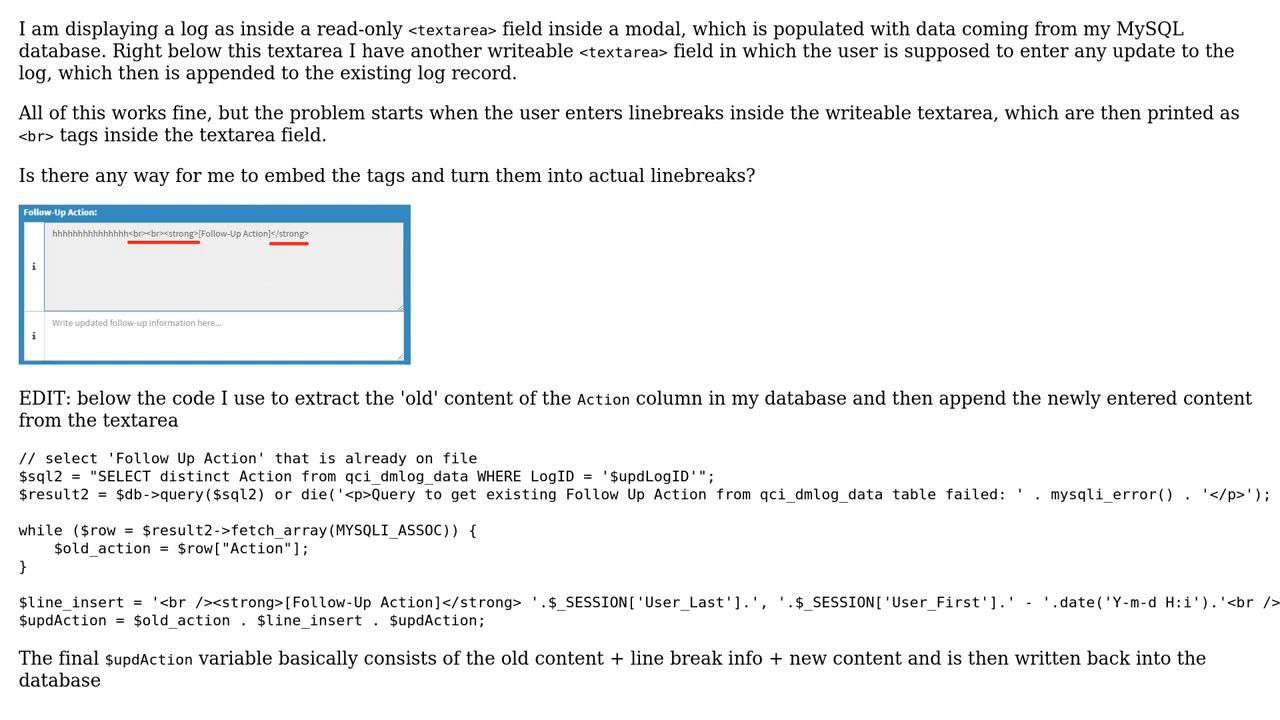 I am displaying a log as inside a read-only <textarea> field inside a modal, which is populated with data coming from my MySQL
database. Right below this textarea I have another writeable <textarea> field in which the user is supposed to enter any update to the
log, which then is appended to the existing log record.
All of this works fine, but the problem starts when the user enters linebreaks inside the writeable textarea, which are then printed as
<br> tags inside the textarea field.
Is there any way for me to embed the tags and turn them into actual linebreaks?
Follow-Up Action:
hhhhhhhhhhhhhhh<br><br><strong>[Follow-Up Action]</strong>
i
Write updated follow-up information here...
i
EDIT: below the code I use to extract the 'old' content of the Action column in my database and then append the newly entered content
from the textarea
// select 'Follow Up Action' that is already on file
$sql2 = "SELECT distinct Action from qci_dmlog_data WHERE LogID = '$updLogID'";
$result2 = $db->query($sql2) or die('<p>Query to get existing Follow Up Action from qci_dmlog_data table failed: ' . mysqli_error() . '</p>');
while ($row = $result2->fetch_array(MYSQLI_ASSOC)) {
    $old_action = $row["Action"];
}
$line_insert = '<br /><strong>[Follow-Up Action]</strong> '.$_SESSION['User_Last'].', '.$_SESSION['User_First'].' - '.date('Y-m-d H:i').'<br />
$updAction = $old_action . $line_insert . $updAction;
The final $updAction variable basically consists of the old content + line break info + new content and is then written back into the
database